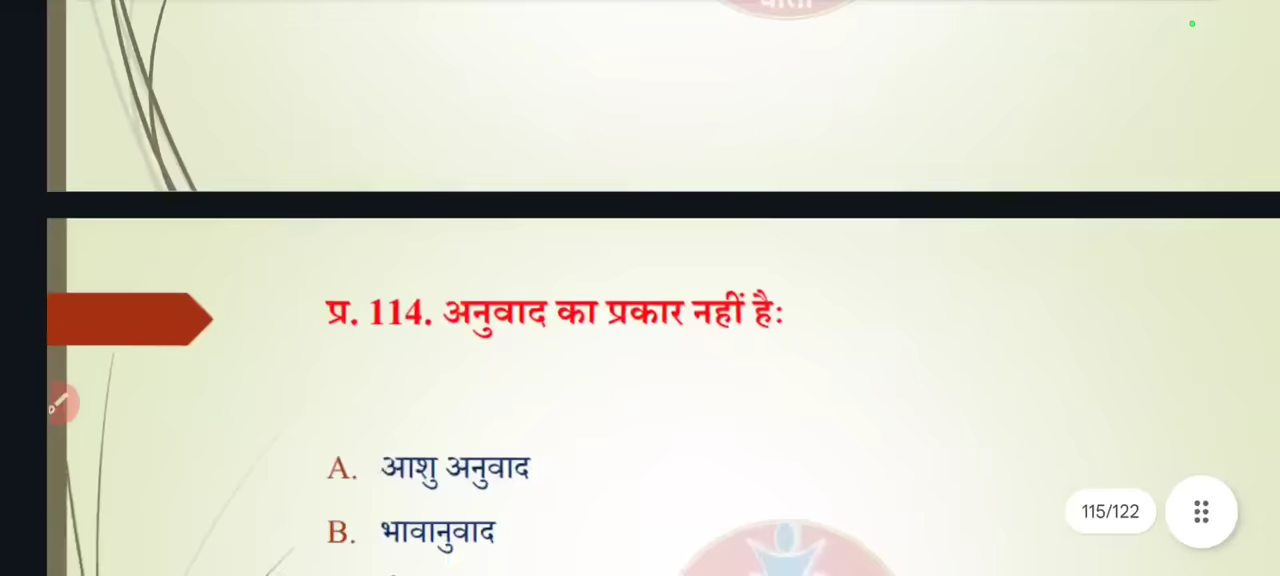 प्र. 114. अनुवाद का प्रकार नहीं है:
A. आशु अनुवाद
B. भावानुवाद
115/122